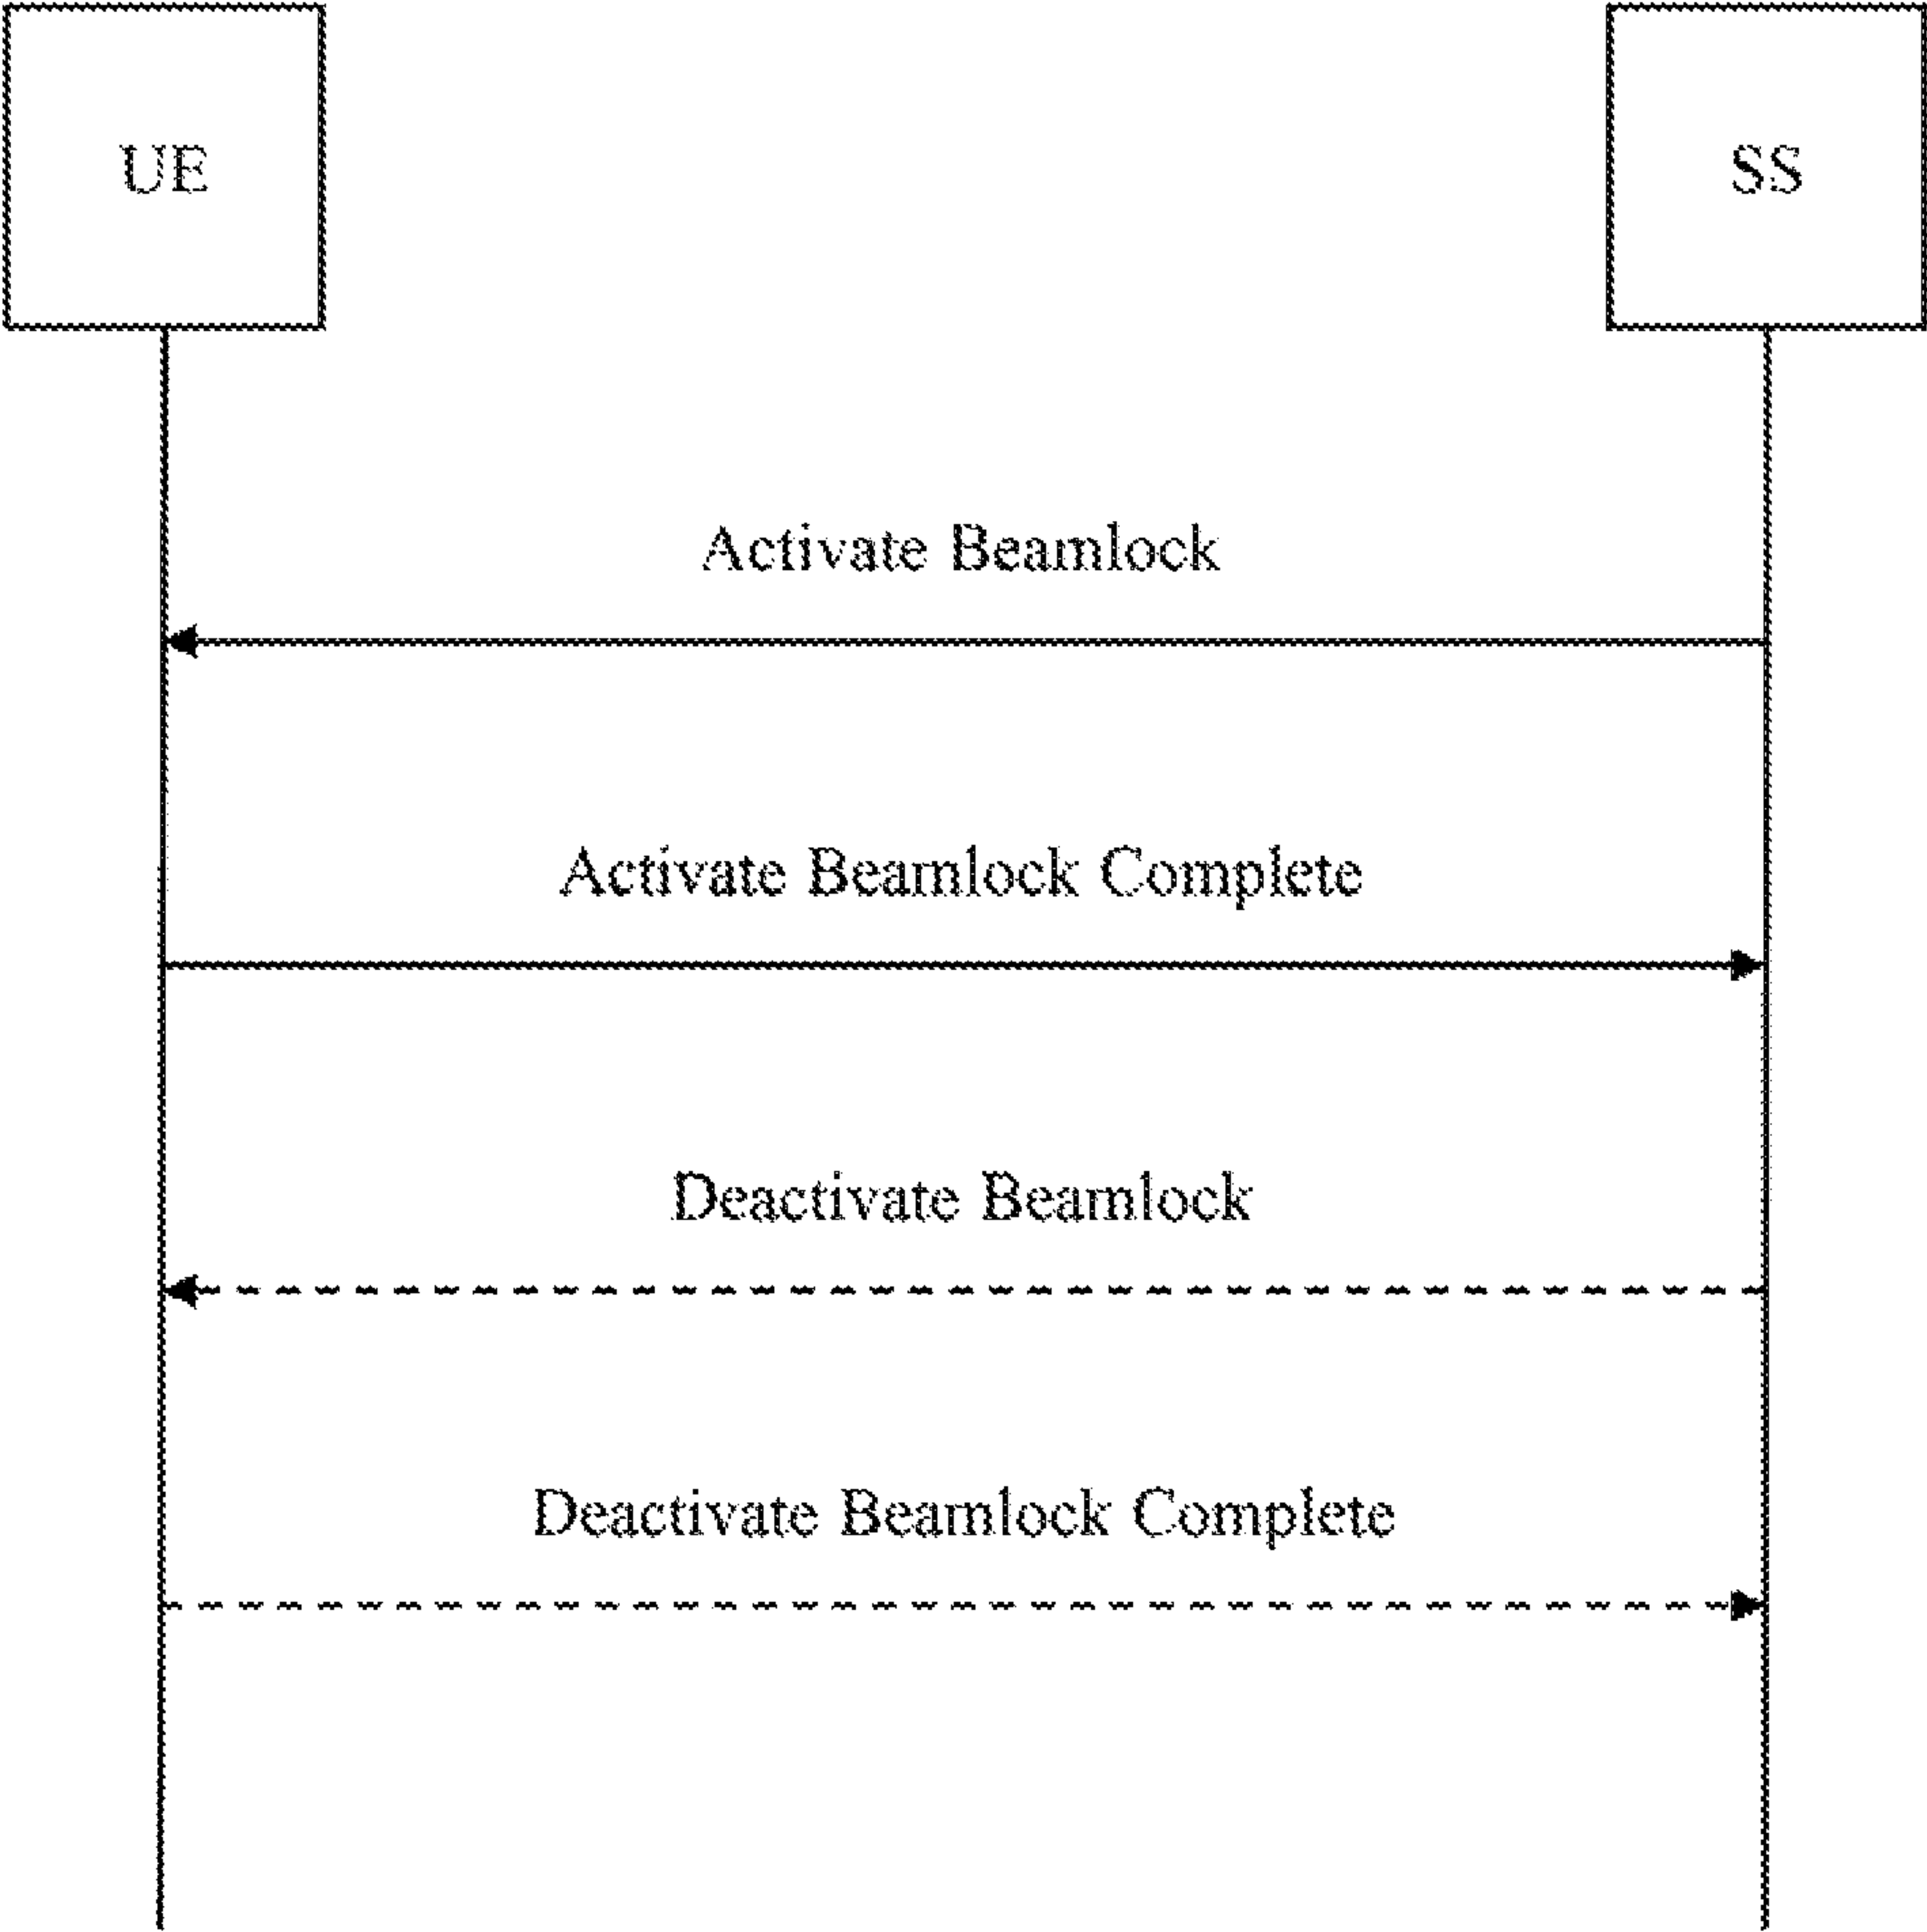 UE
SS
Activate Beamlock
Activate Beamlock Complete
Deactivate Beamlock
Deactivate Beamlock Complete